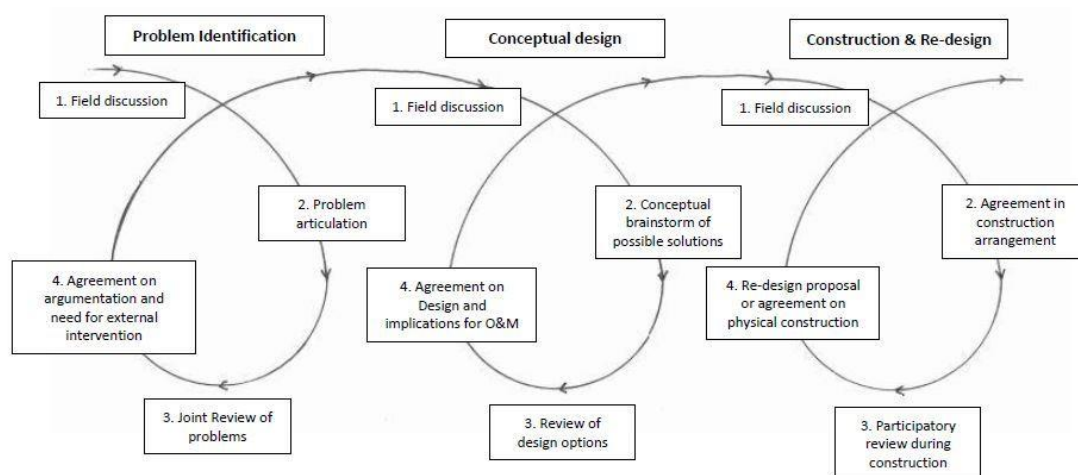 Problem Identification
Conceptual design
Construction & Re-design
1. Field discussion
2. Problem
articulation
3. Joint Review of
problems
4. Agreement on
argumentation and
need for external
intervention
1. Field discussion
2. Conceptual
brainstorm of
possible solutions
3. Review of
design options
4. Agreement on
Design and
implications for O&M
1. Field discussion
2. Agreement in
construction
arrangement
3. Participatory
review during
construction
4. Re-design proposal
or agreement on
physical construction